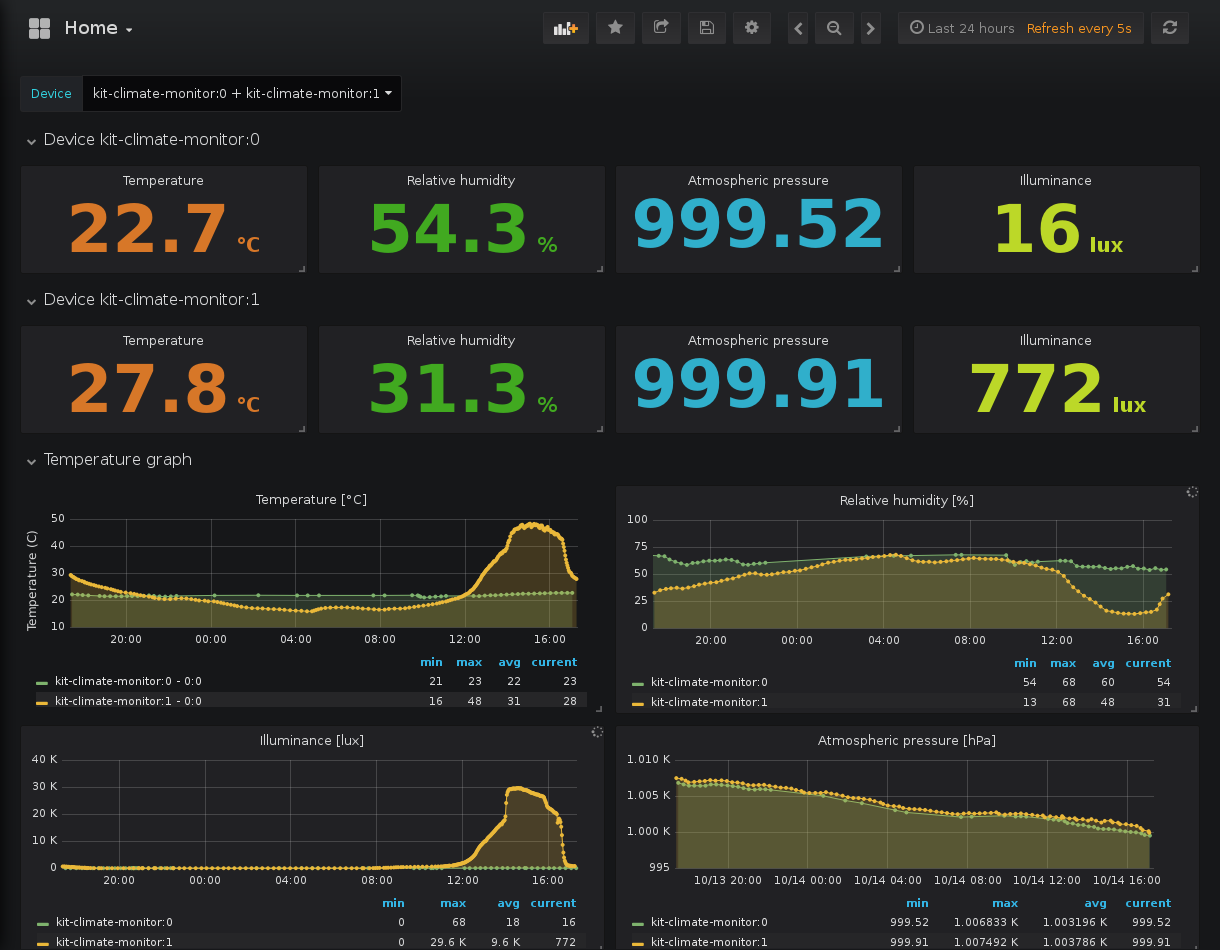 Home
Last 24 hours Refresh every 5s
Device kit-climate-monitor:0 + kit-climate-monitor:1
Device kit-climate-monitor:0
Temperature
22.7 °C
Relative humidity
54.3 %
Atmospheric pressure
999.52
Illuminance
16 lux
Device kit-climate-monitor:1
Temperature
27.8 °C
Relative humidity
31.3 %
Atmospheric pressure
999.91
Illuminance
772 lux
Temperature graph
Temperature [°C]
Temperature (C)
50
40
30
20
10
20:00 00:00 04:00 08:00 12:00 16:00
min max avg current
kit-climate-monitor:0 - 0:0 21 23 22 23
kit-climate-monitor:1 - 0:0 16 48 31 28
Relative humidity [%]
100
75
50
25
0
20:00 00:00 04:00 08:00 12:00 16:00
min max avg current
kit-climate-monitor:0 54 68 60 54
kit-climate-monitor:1 13 68 48 31
Illuminance [lux]
40 K
30 K
20 K
10 K
0
20:00 00:00 04:00 08:00 12:00 16:00
min max avg current
kit-climate-monitor:0 0 68 18 16
kit-climate-monitor:1 0 29.6 K 9.6 K 772
Atmospheric pressure [hPa]
1.010 K
1.005 K
1.000 K
995
10/13 20:00 10/14 00:00 10/14 04:00 10/14 08:00 10/14 12:00 10/14 16:00
min max avg current
kit-climate-monitor:0 999.52 1.006833 K 1.003196 K 999.52
kit-climate-monitor:1 999.91 1.007492 K 1.003786 K 999.91